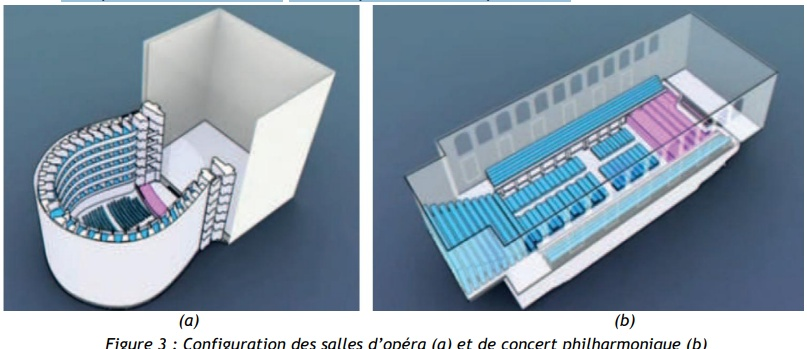 (a)
(b)
Figure 3 : Configuration des salles d'opéra (a) et de concert philharmonique (b)